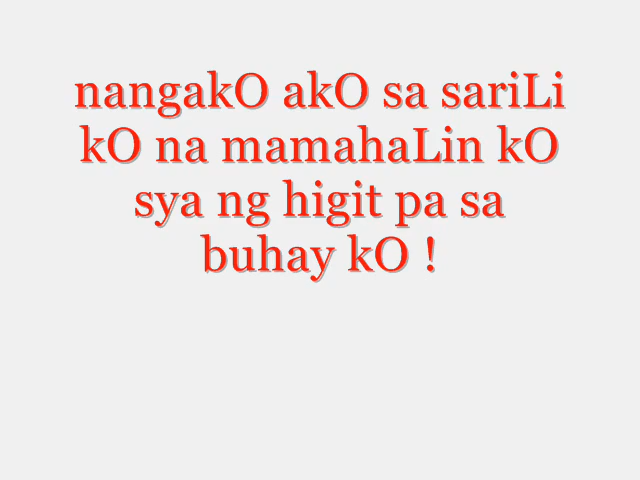 nangakO akO sa sariLi
kO na mamahaLin kO
sya ng higit pa sa
buhay kO !